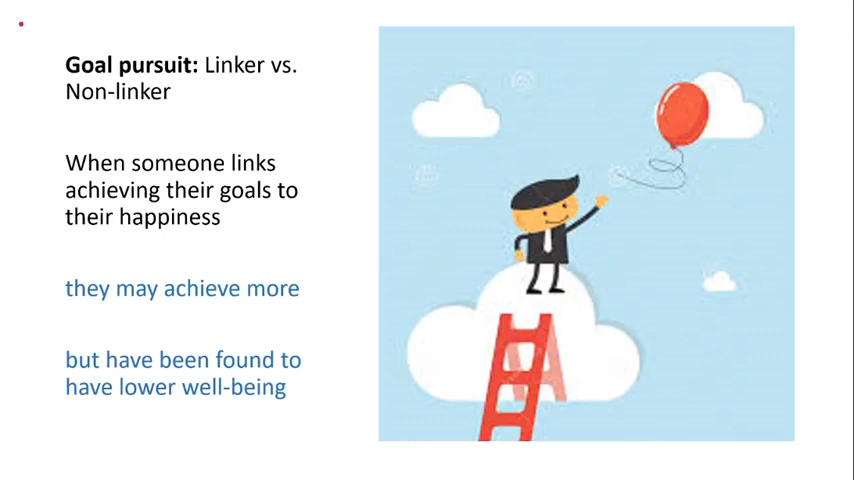 Goal pursuit: Linker vs.
Non-linker
When someone links
achieving their goals to
their happiness
they may achieve more
but have been found to
have lower well-being